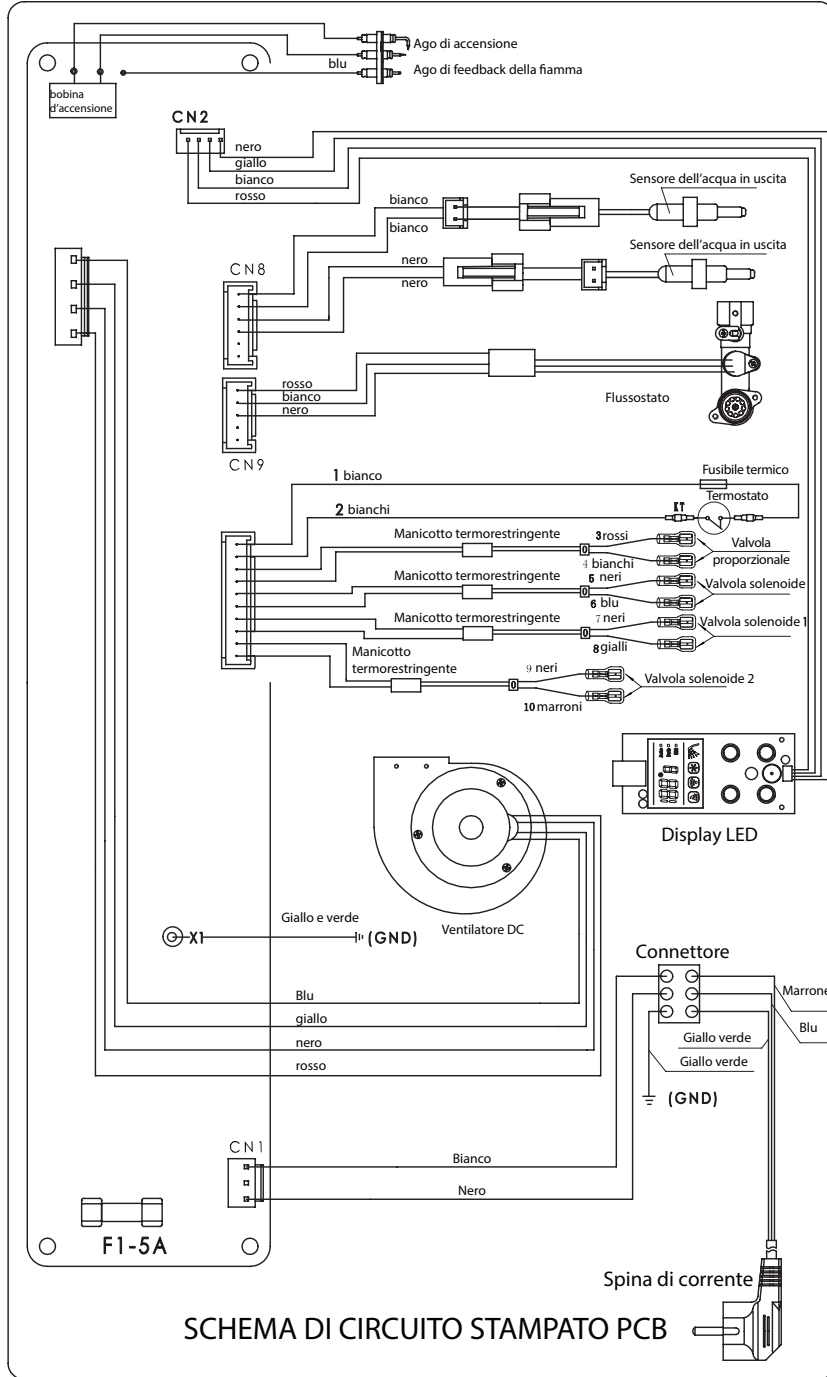 Ago di accensione
blu
Ago di feedback della fiamma
bobina
d'accensione
CN2
nero
giallo
bianco
rosso
Sensore dell'acqua in uscita
bianco
bianco
Sensore dell'acqua in uscita
CN8
nero
nero
rosso
bianco
nero
Flussostato
CN9
1 bianco
Fusibile termico
Termostato
2 bianchi
KT
Manicotto termorestringente
3 rossi
Valvola
proporzionale
4 bianchi
Manicotto termorestringente
5 neri
Valvola solenoide
6 blu
Manicotto termorestringente
7 neri
Valvola solenoide 1
8 gialli
Manicotto
termorestringente
9 neri
Valvola solenoide 2
10 marroni
Display LED
Giallo e verde
X1
(GND)
Ventilatore DC
Connettore
Blu
Marrone
giallo
Blu
nero
Giallo verde
rosso
Giallo verde
(GND)
CN1
Bianco
Nero
F1-5A
Spina di corrente
SCHEMA DI CIRCUITO STAMPATO PCB